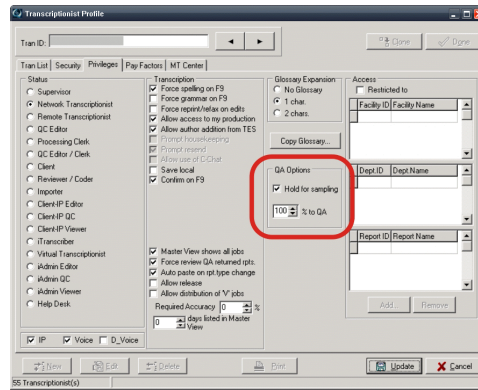 Transcriptionist Profile
Tran ID:
Clone
Done
Tran List
Security
Privileges
Pay Factors
MT Center
Status
Supervisor
Network Transcriptionist
Remote Transcriptionist
QC Editor
Processing Clerk
QC Editor / Clerk
Client
Reviewer / Coder
Importer
Client-IP Editor
Client-IP QC
Client-IP Viewer
iTranscriber
Virtual Transcriptionist
iAdmin Editor
iAdmin QC
iAdmin Viewer
Help Desk
IP
Voice
D_Voice
Transcription
Force spelling on F9
Force grammar on F9
Force reprint/refax on edits
Allow access to my production
Allow author addition from TES
Prompt housekeeping
Prompt resend
Allow use of C-Chat
Save local
Confirm on F9
Master View shows all jobs
Force review QA returned rpts.
Auto paste on rpt.type change
Allow release
Allow distribution of 'V' jobs
Required Accuracy 0 %
0 days listed in Master
View
Glossary Expansion
No Glossary
1 char.
2 chars.
Copy Glossary...
QA Options
Hold for sampling
100 % to QA
Access
Restricted to
Facility ID Facility Name
Dept.ID Dept.Name
Report ID Report Name
Add...
Remove
New
Edit
Delete
Print
Update
Cancel
55 Transcriptionist(s)